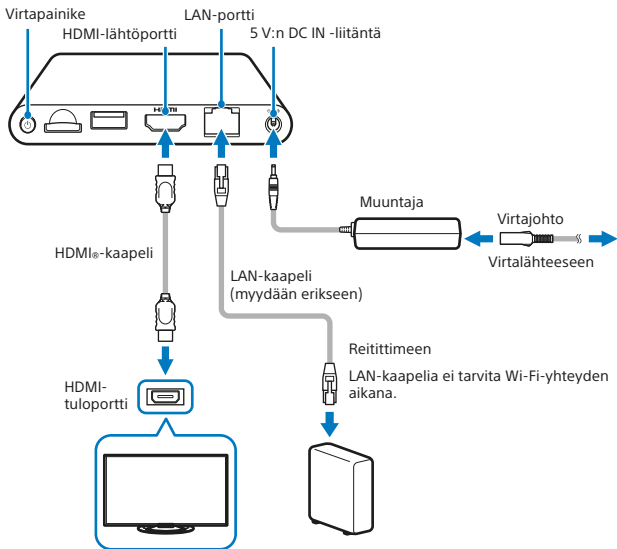 Virtapainike
LAN-portti
HDMI-lähtöportti
5 V:n DC IN -liitäntä
HDMI
Muuntaja
Virtajohto
Virtalähteeseen
HDMI®-kaapeli
LAN-kaapeli
(myydään erikseen)
Reitittimeen
LAN-kaapelia ei tarvita Wi-Fi-yhteyden
aikana.
HDMI-
tuloportti